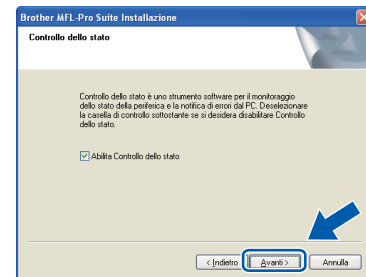 Brother MFL-Pro Suite Installazione
Controllo dello stato
Controllo dello stato è uno strumento software per il monitoraggio
dello stato della periferica e la notifica di errori dal PC. Deselezionare
la casella di controllo sottostante se si desidera disabilitare Controllo
dello stato.
Abilita Controllo dello stato
< Indietro Avanti > Annulla